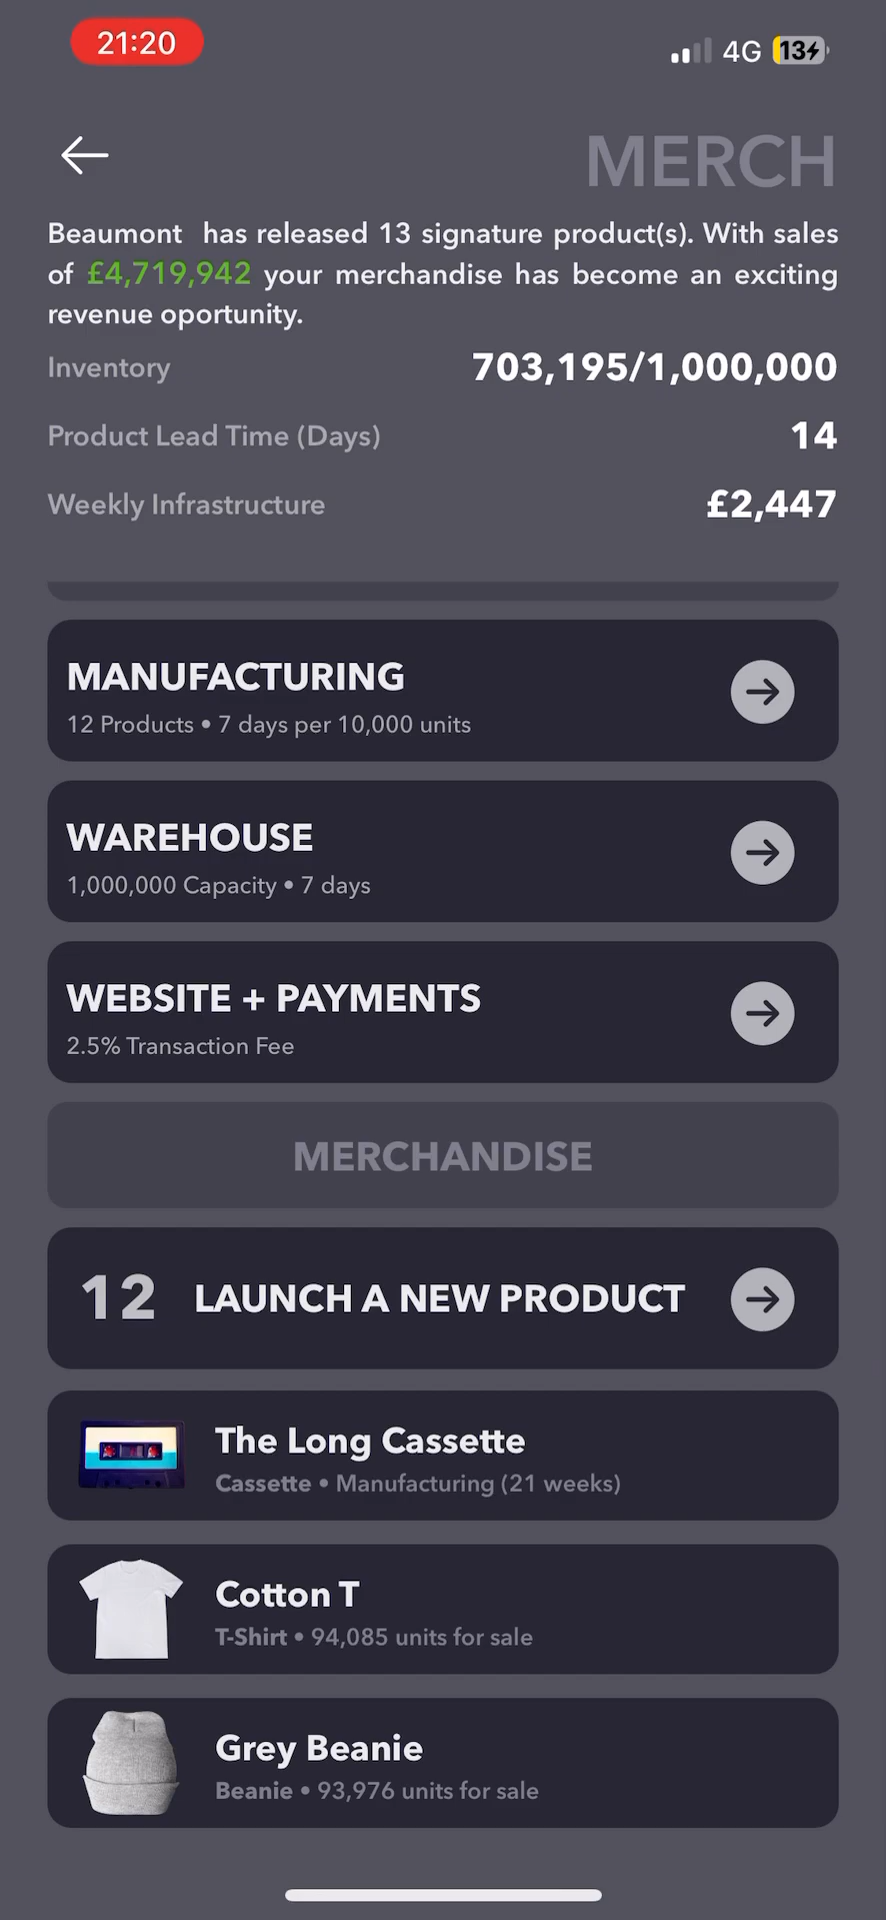 21:20
4G 13
MERCH
Beaumont has released 13 signature product(s). With sales
of £4,719,942 your merchandise has become an exciting
revenue oportunity.
Inventory 703,195/1,000,000
Product Lead Time (Days) 14
Weekly Infrastructure £2,447
MANUFACTURING
12 Products • 7 days per 10,000 units
WAREHOUSE
1,000,000 Capacity • 7 days
WEBSITE + PAYMENTS
2.5% Transaction Fee
MERCHANDISE
12 LAUNCH A NEW PRODUCT
The Long Cassette
Cassette • Manufacturing (21 weeks)
Cotton T
T-Shirt • 94,085 units for sale
Grey Beanie
Beanie • 93,976 units for sale